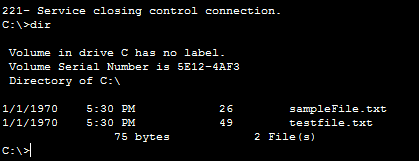 221- Service closing control connection.
C:\>dir
Volume in drive C has no label.
Volume Serial Number is 5E12-4AF3
Directory of C:\
1/1/1970 5:30 PM 26 sampleFile.txt
1/1/1970 5:30 PM 49 testfile.txt
75 bytes 2 File(s)
C:\>